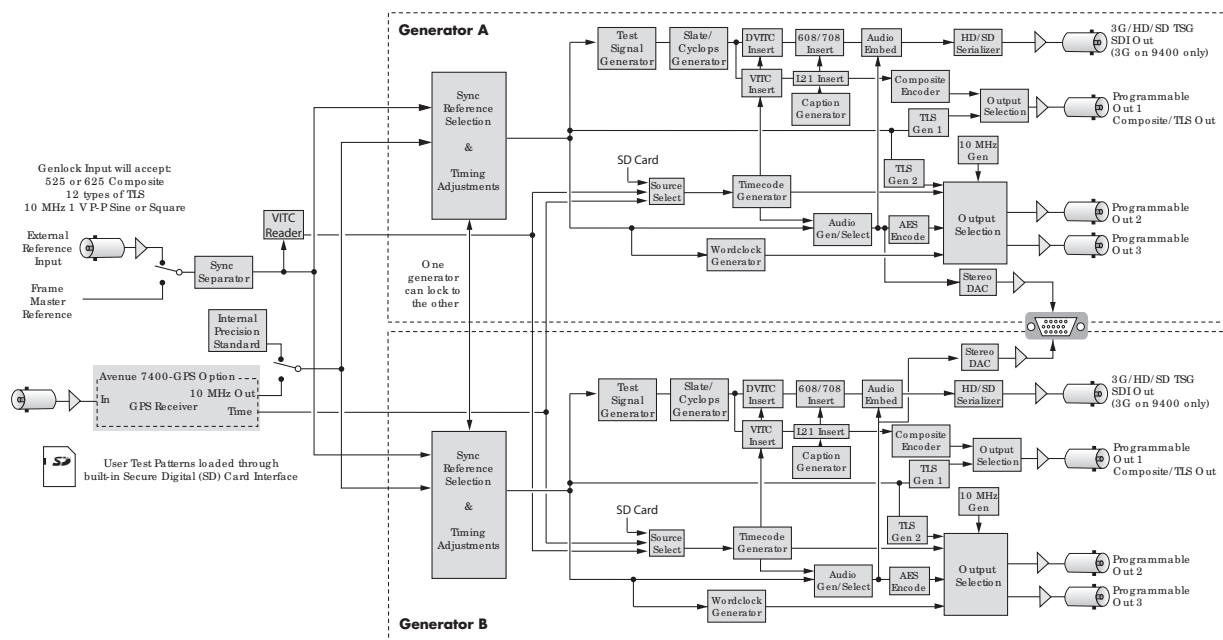 Generator A
Test
Signal
Generator
Slate/
Cyclops
Generator
DVITC
Insert
608/708
Insert
Audio
Embed
HD/SD
Serializer
3G/HD/SD TSG
SDI Out
(3G on 9400 only)
VITC
Insert
L21 Insert
Caption
Generator
Composite
Encoder
TLS
Gen 1
Output
Selection
Programmable
Out 1
Composite/TLS Out
Sync
Reference
Selection
&
Timing
Adjustments
SD Card
Source
Select
Timecode
Generator
TLS
Gen 2
10 MHz
Gen
Audio
Gen/Select
AES
Encode
Output
Selection
Programmable
Out 2
Programmable
Out 3
Wordclock
Generator
Stereo
DAC
Genlock Input will accept:
525 or 625 Composite
12 types of TLS
10 MHz 1 V P-P Sine or Square
External
Reference
Input
VITC
Reader
Sync
Separator
Frame
Master
Reference
One
generator
can lock to
the other
Internal
Precision
Standard
Avenue 7400-GPS Option
In
10 MHz Out
GPS Receiver
Time
SD
User Test Patterns loaded through
built-in Secure Digital (SD) Card Interface
Stereo
DAC
Test
Signal
Generator
Slate/
Cyclops
Generator
DVITC
Insert
608/708
Insert
Audio
Embed
HD/SD
Serializer
3G/HD/SD TSG
SDI Out
(3G on 9400 only)
VITC
Insert
L21 Insert
Caption
Generator
Composite
Encoder
TLS
Gen 1
Output
Selection
Programmable
Out 1
Composite/TLS Out
Sync
Reference
Selection
&
Timing
Adjustments
SD Card
Source
Select
Timecode
Generator
TLS
Gen 2
10 MHz
Gen
Audio
Gen/Select
AES
Encode
Output
Selection
Programmable
Out 2
Programmable
Out 3
Wordclock
Generator
Generator B